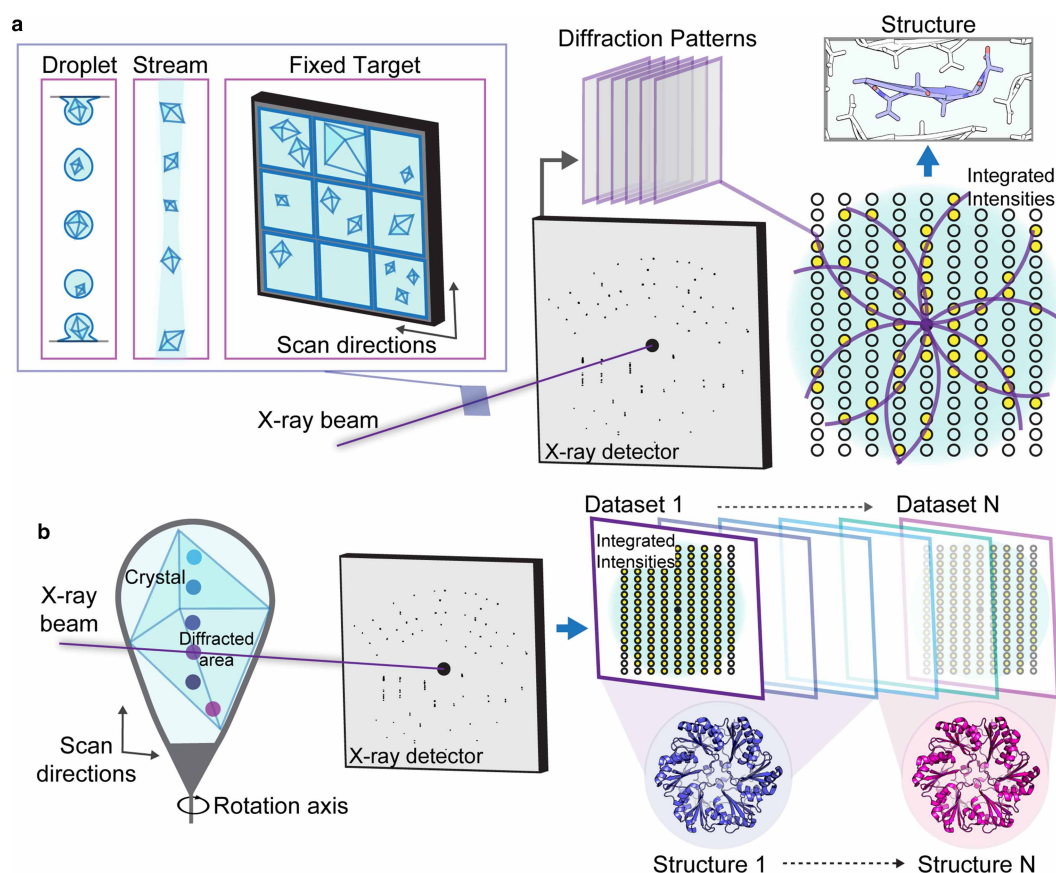 a
Droplet
Stream
Fixed Target
Scan directions
Diffraction Patterns
Structure
Integrated
Intensities
X-ray beam
X-ray detector
b
Crystal
Diffracted
area
X-ray
beam
Scan
directions
Rotation axis
X-ray detector
Dataset 1
Dataset N
Integrated
Intensities
Structure 1
Structure N